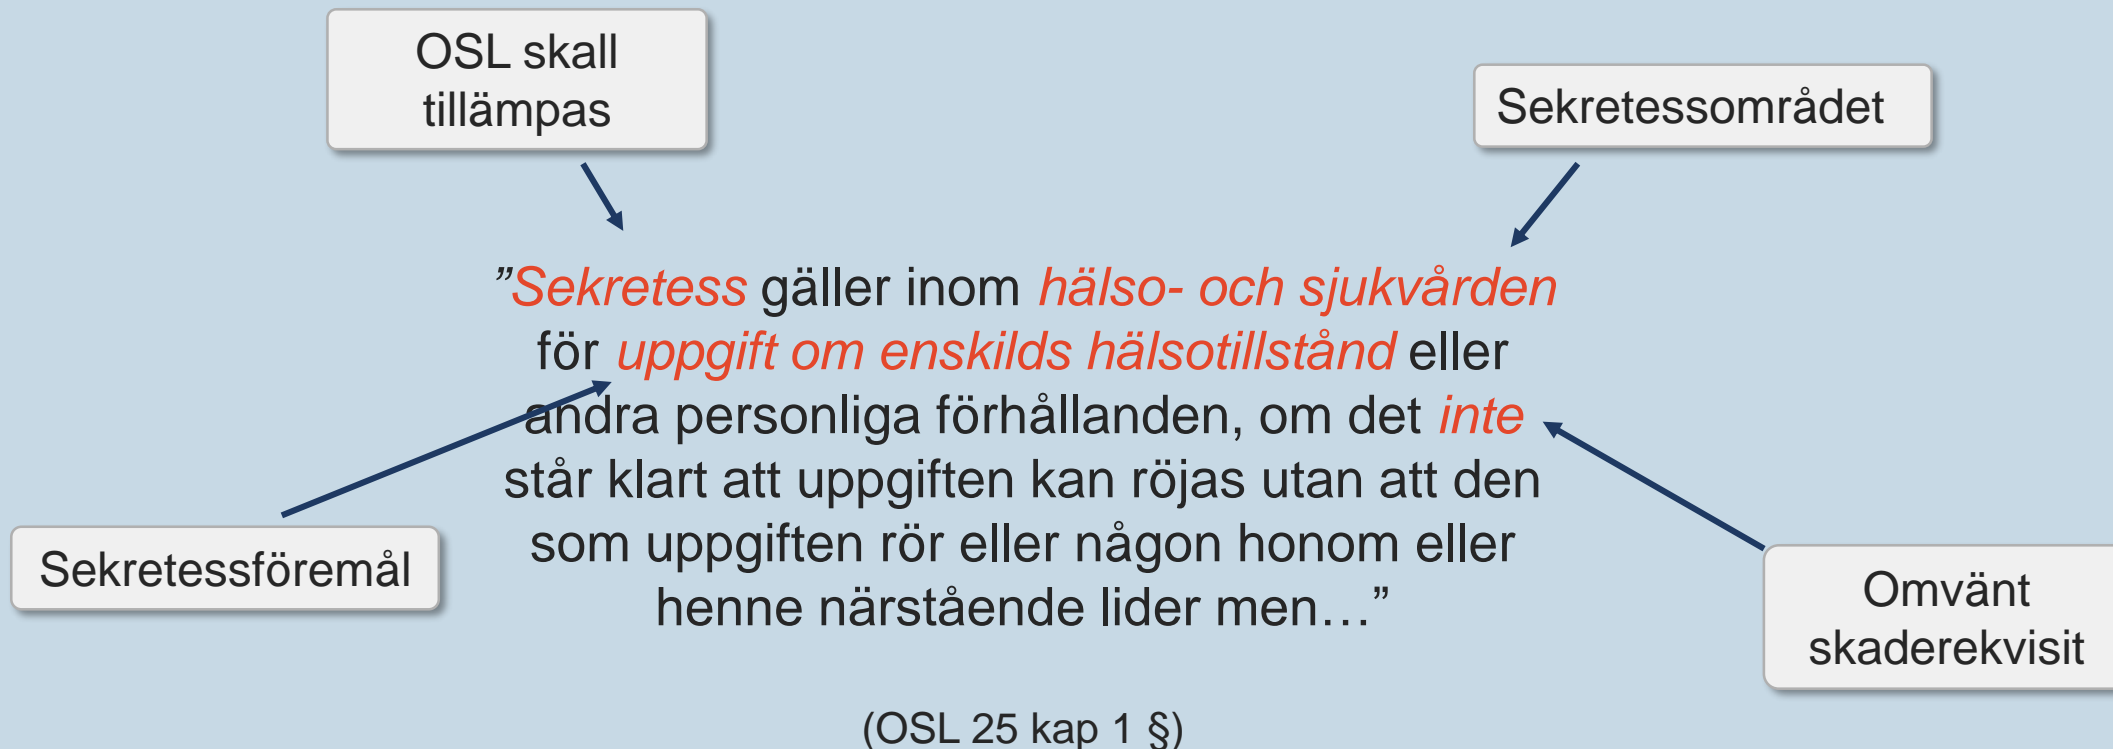 OSL skall
tillämpas
Sekretessområdet
”Sekretess gäller inom hälso- och sjukvården
för uppgift om enskilds hälsotillstånd eller
andra personliga förhållanden, om det inte
står klart att uppgiften kan röjas utan att den
som uppgiften rör eller någon honom eller
henne närstående lider men…”
Sekretessföremål
Omvänt
skaderekvisit
(OSL 25 kap 1 §)